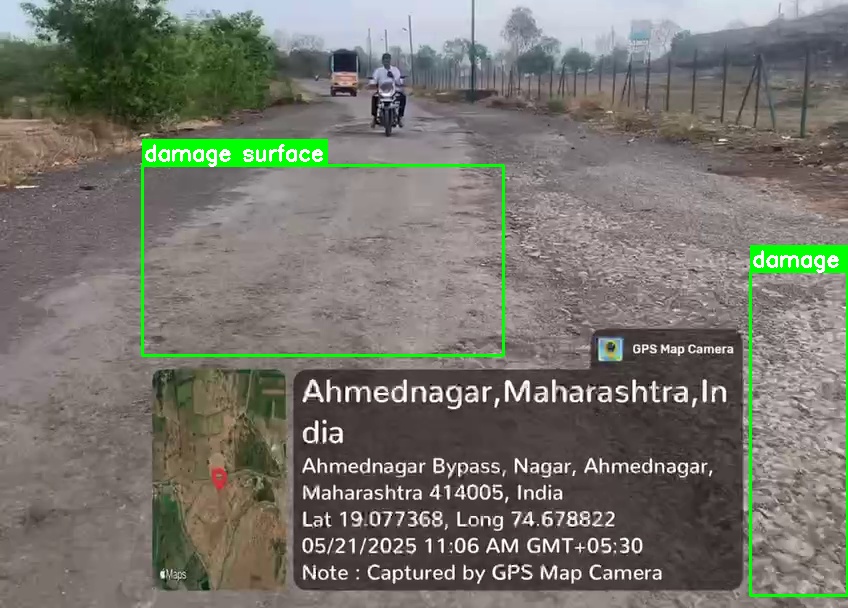 damage surface
damage
GPS Map Camera
Ahmednagar,Maharashtra,In
dia
Ahmednagar Bypass, Nagar, Ahmednagar,
Maharashtra 414005, India
Lat 19.077368, Long 74.678822
05/21/2025 11:06 AM GMT+05:30
Note : Captured by GPS Map Camera
Maps